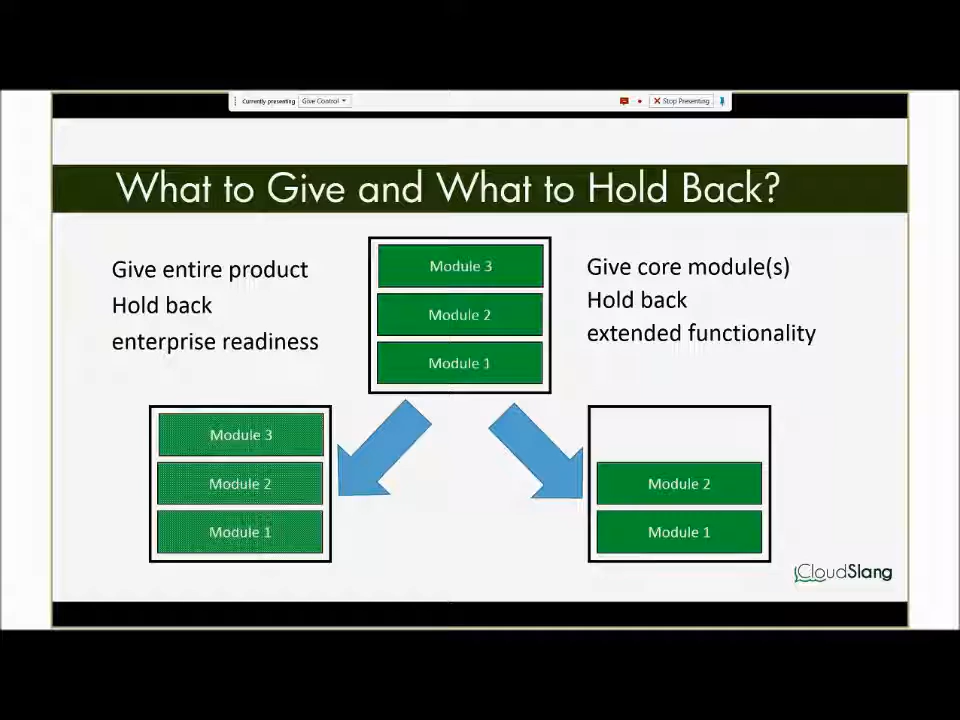 Currently presenting Give Control Stop Presenting
What to Give and What to Hold Back?
Give entire product
Hold back
enterprise readiness
Module 3
Module 2
Module 1
Give core module(s)
Hold back
extended functionality
Module 3
Module 2
Module 1
Module 2
Module 1
CloudSlang